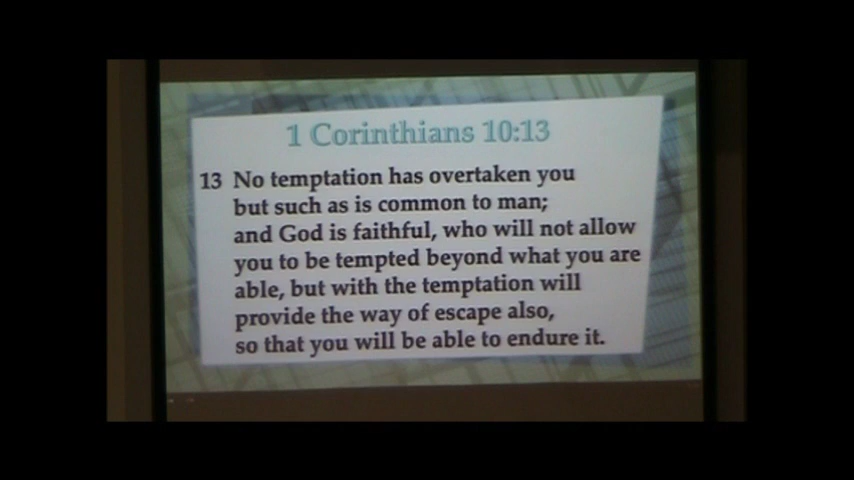 1 Corinthians 10:13
13 No temptation has overtaken you
but such as is common to man;
and God is faithful, who will not allow
you to be tempted beyond what you are
able, but with the temptation will
provide the way of escape also,
so that you will be able to endure it.